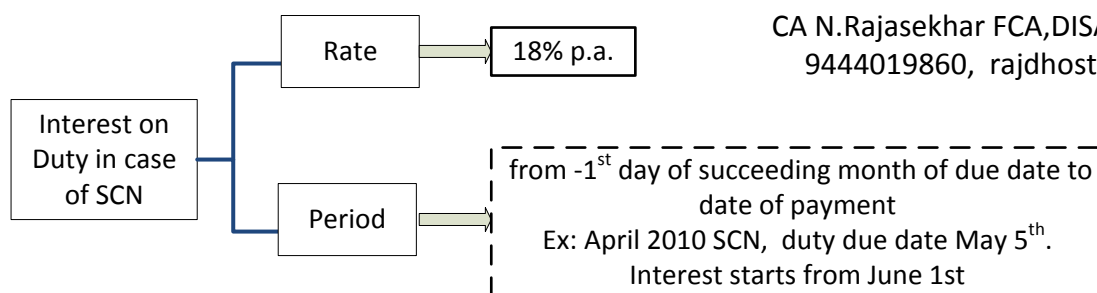 CA N.Rajasekhar FCA,DISA
9444019860, rajdhost
Rate
18% p.a.
Interest on
Duty in case
of SCN
Period
from -1st day of succeeding month of due date to
date of payment
Ex: April 2010 SCN, duty due date May 5th.
Interest starts from June 1st